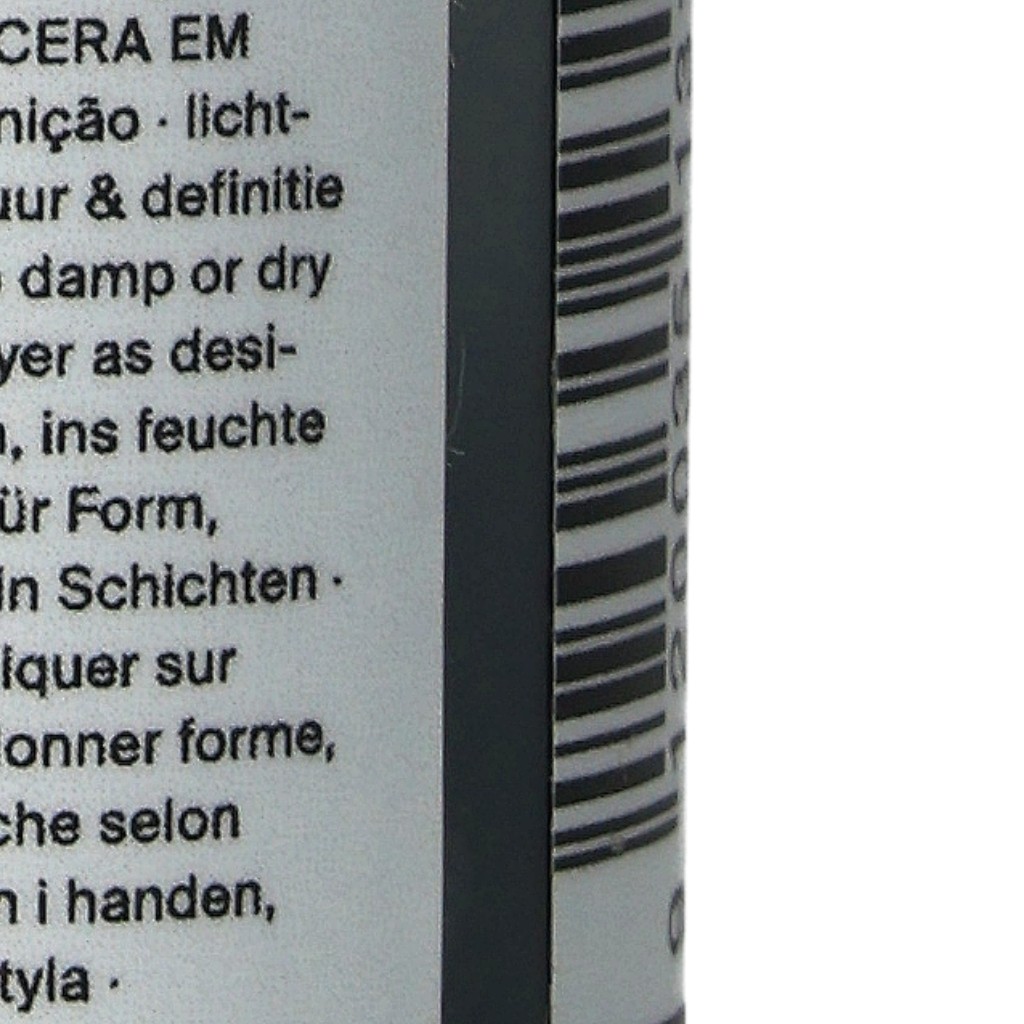 CERA EM
nição · licht-
uur & definitie
damp or dry
yer as desi-
, ins feuchte
ür Form,
in Schichten ·
iquer sur
donner forme,
che selon
n i handen,
tyla ·